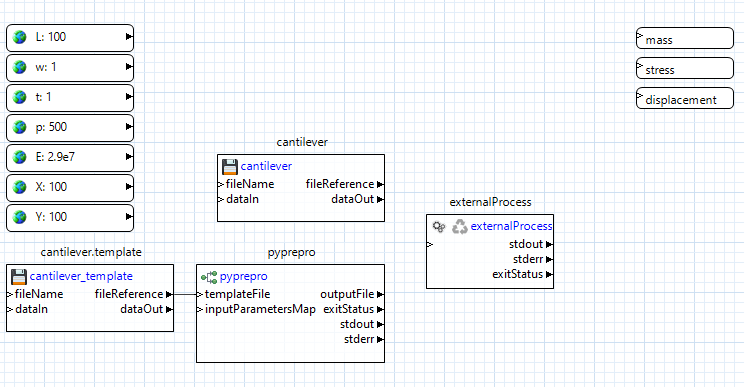 L: 100
w: 1
t: 1
p: 500
E: 2.9e7
X: 100
Y: 100
mass
stress
displacement
cantilever
cantilever
fileName fileReference
dataIn dataOut
externalProcess
externalProcess
stdout
stderr
exitStatus
cantilever.template
cantilever_template
fileName fileReference
dataIn dataOut
pyprepro
pyprepro
templateFile outputFile
inputParametersMap exitStatus
stdout
stderr